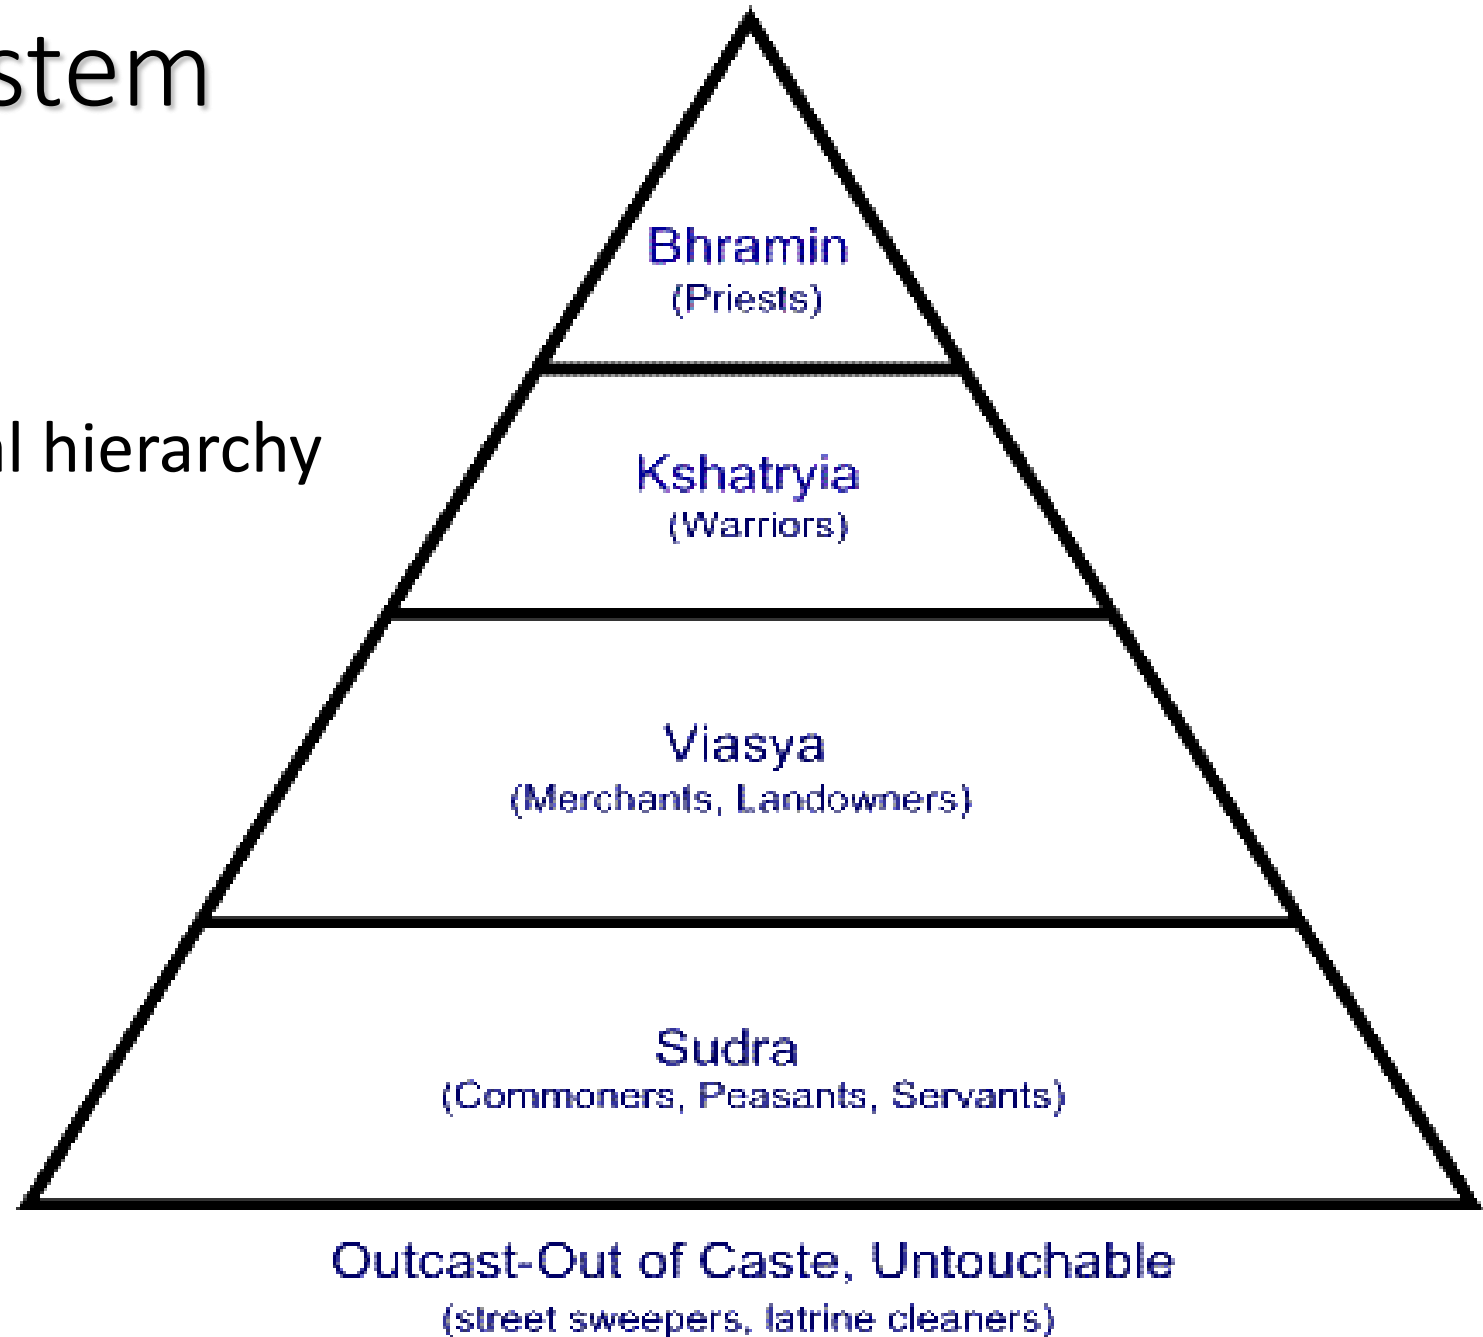 stem
al hierarchy
Bhramin
(Priests)
Kshatryia
(Warriors)
Viasya
(Merchants, Landowners)
Sudra
(Commoners, Peasants, Servants)
Outcast-Out of Caste, Untouchable
(street sweepers, latrine cleaners)